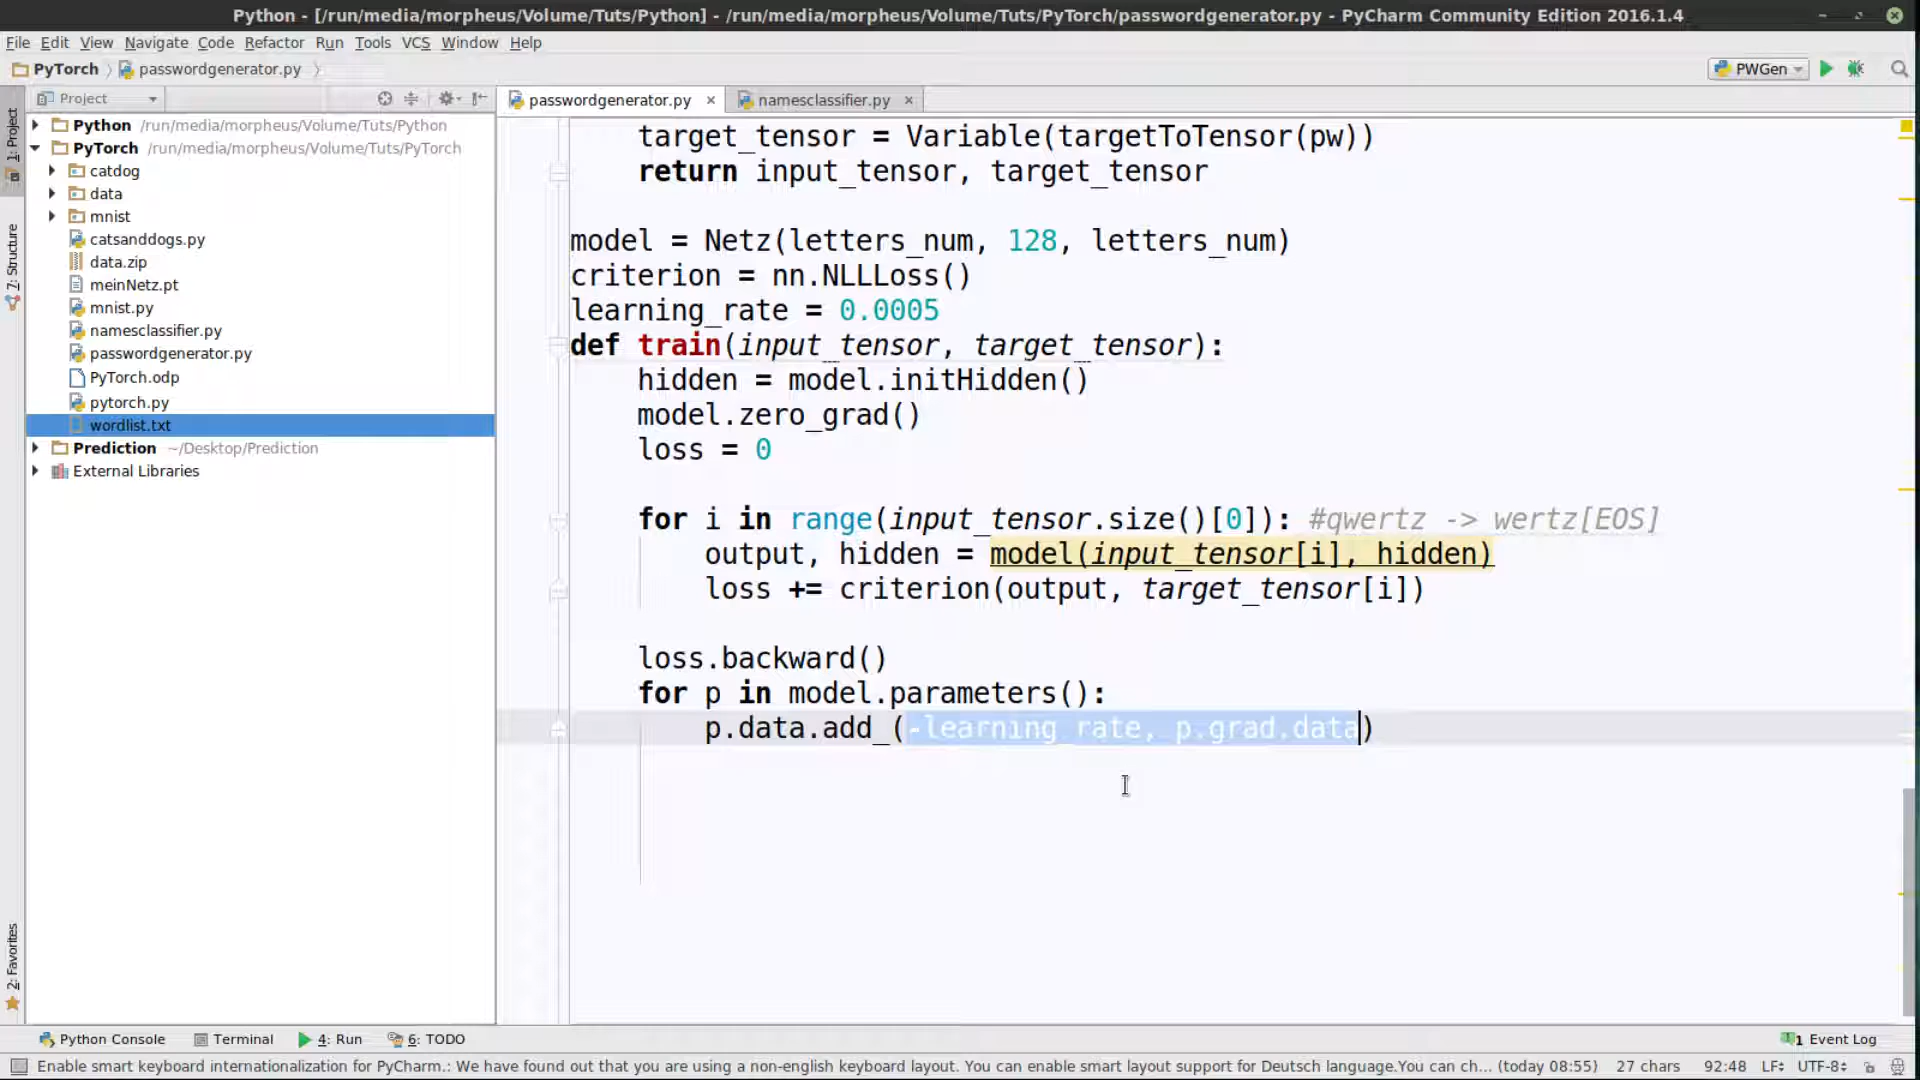 Python - [/run/media/morpheus/Volume/Tuts/Python] - /run/media/morpheus/Volume/Tuts/PyTorch/passwordgenerator.py - PyCharm Community Edition 2016.1.4
File Edit View Navigate Code Refactor Run Tools VCS Window Help
PyTorch passwordgenerator.py PWGen
Project passwordgenerator.py × namesclassifier.py ×
1: Project
7: Structure
2: Favorites
Python /run/media/morpheus/Volume/Tuts/Python
PyTorch /run/media/morpheus/Volume/Tuts/PyTorch
catdog
data
mnist
catsanddogs.py
data.zip
meinNetz.pt
mnist.py
namesclassifier.py
passwordgenerator.py
PyTorch.odp
pytorch.py
wordlist.txt
Prediction ~/Desktop/Prediction
External Libraries
target_tensor = Variable(targetToTensor(pw))
return input_tensor, target_tensor
model = Netz(letters_num, 128, letters_num)
criterion = nn.NLLLoss()
learning_rate = 0.0005
def train(input_tensor, target_tensor):
hidden = model.initHidden()
model.zero_grad()
loss = 0
for i in range(input_tensor.size()[0]): #qwertz -> wertz[EOS]
output, hidden = model(input_tensor[i], hidden)
loss += criterion(output, target_tensor[i])
loss.backward()
for p in model.parameters():
p.data.add_(-learning_rate, p.grad.data)
Python Console Terminal 4: Run 6: TODO 1 Event Log
Enable smart keyboard internationalization for PyCharm.: We have found out that you are using a non-english keyboard layout. You can enable smart layout support for Deutsch language.You can ch... (today 08:55) 27 chars 92:48 LF UTF-8